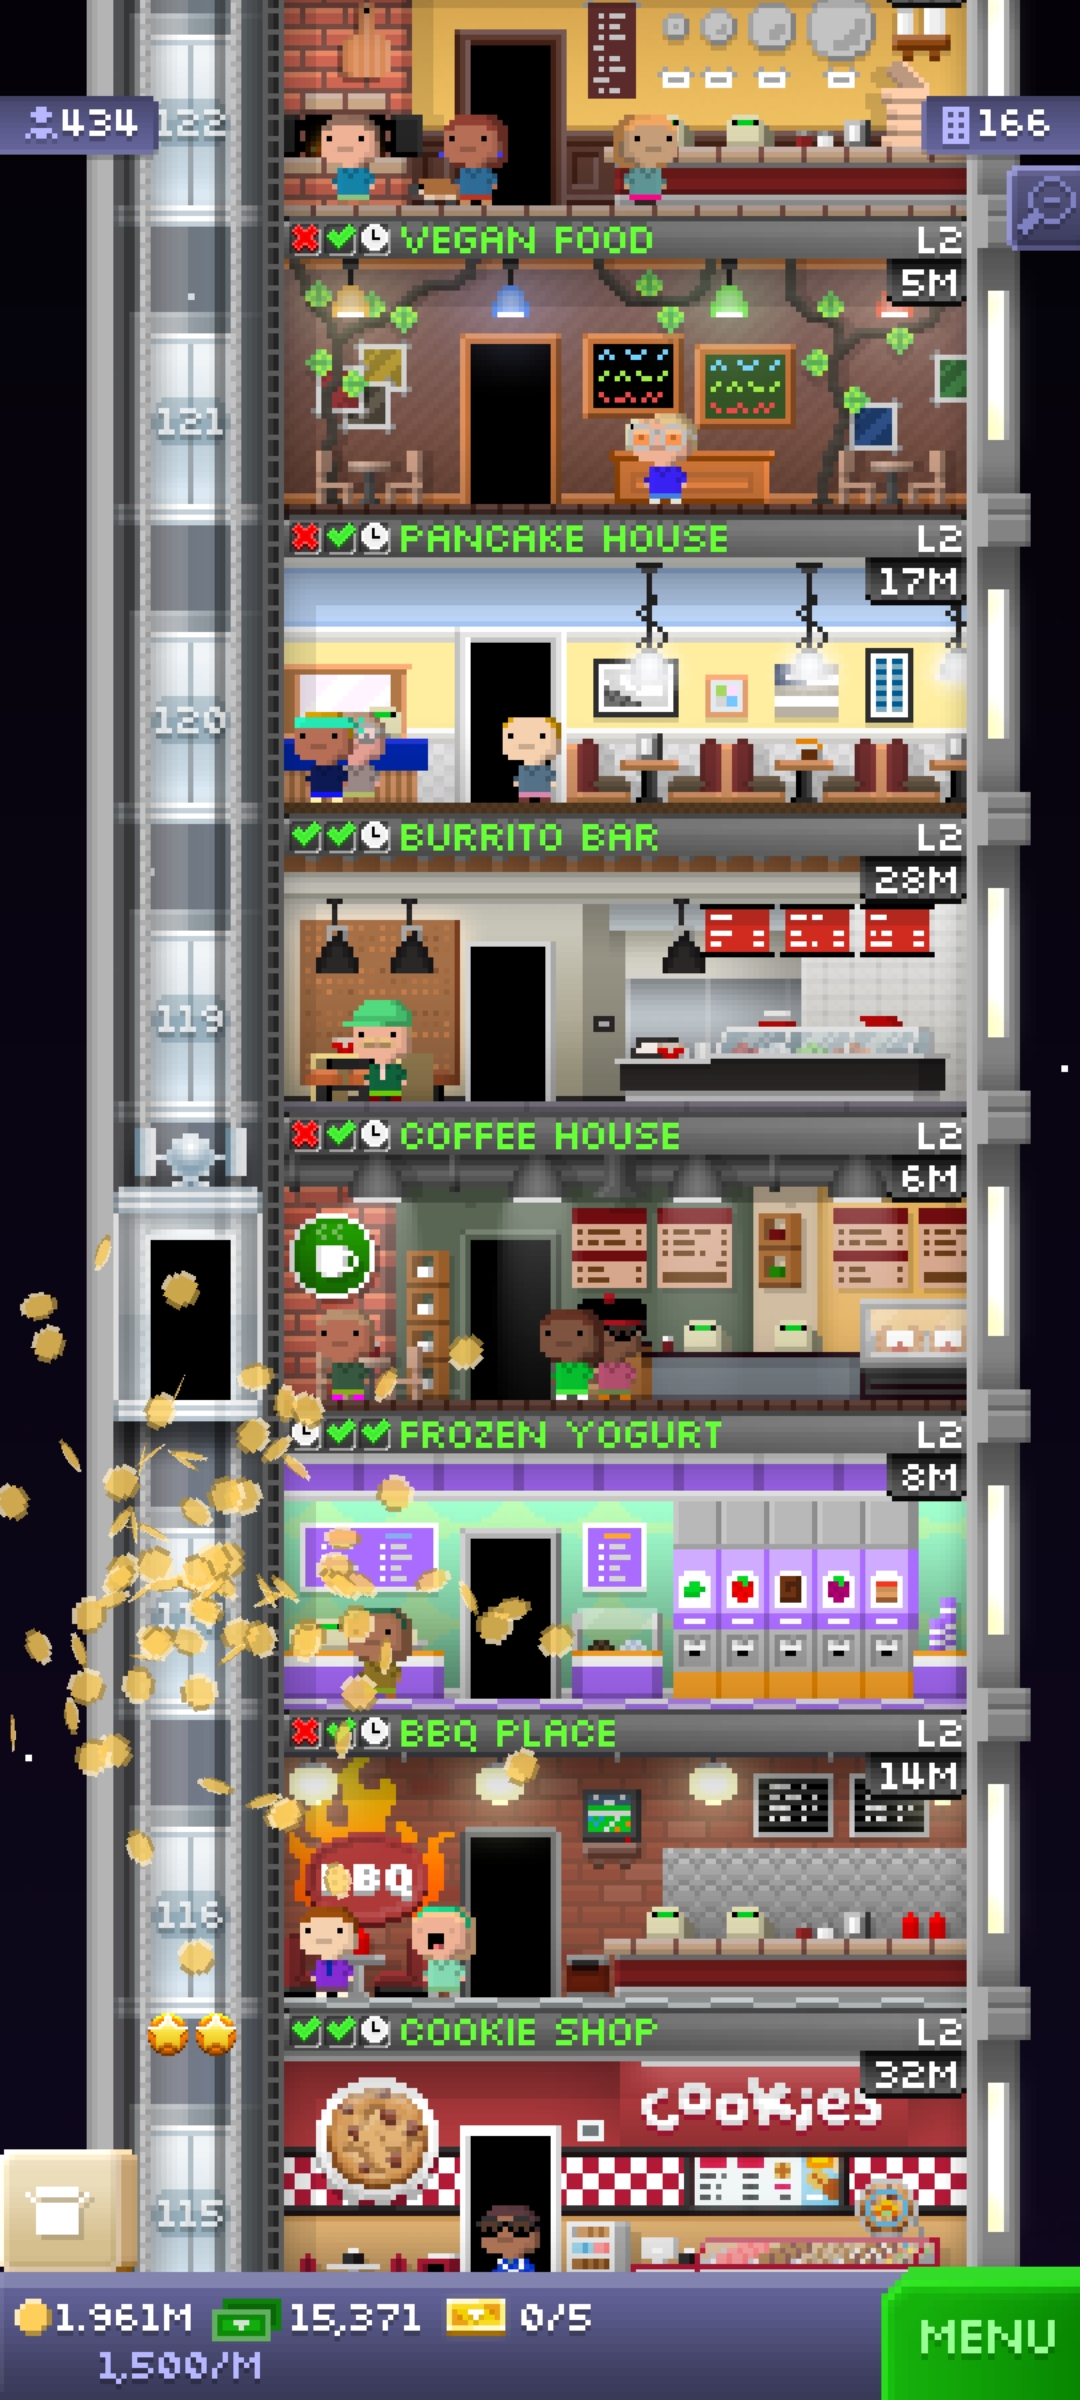 434
122
166
VEGAN FOOD L2
5M
121
PANCAKE HOUSE L2
17M
120
BURRITO BAR L2
28M
119
COFFEE HOUSE L2
6M
FROZEN YOGURT L2
8M
BBQ PLACE L2
14M
BBQ
116
COOKIE SHOP L2
32M
cookies
115
1.961M 15,371 0/5
1,500/M
MENU